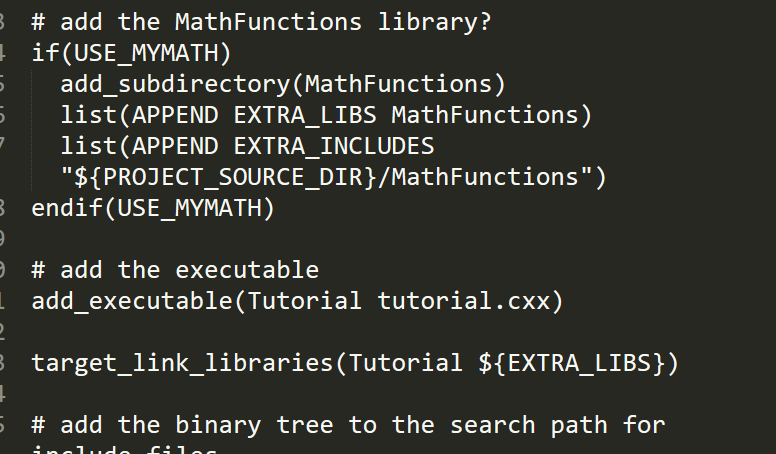 3 # add the MathFunctions library?
4 if(USE_MYMATH)
5 add_subdirectory(MathFunctions)
6 list(APPEND EXTRA_LIBS MathFunctions)
7 list(APPEND EXTRA_INCLUDES
"${PROJECT_SOURCE_DIR}/MathFunctions")
8 endif(USE_MYMATH)
9
0 # add the executable
1 add_executable(Tutorial tutorial.cxx)
2
3 target_link_libraries(Tutorial ${EXTRA_LIBS})
4
5 # add the binary tree to the search path for
include files